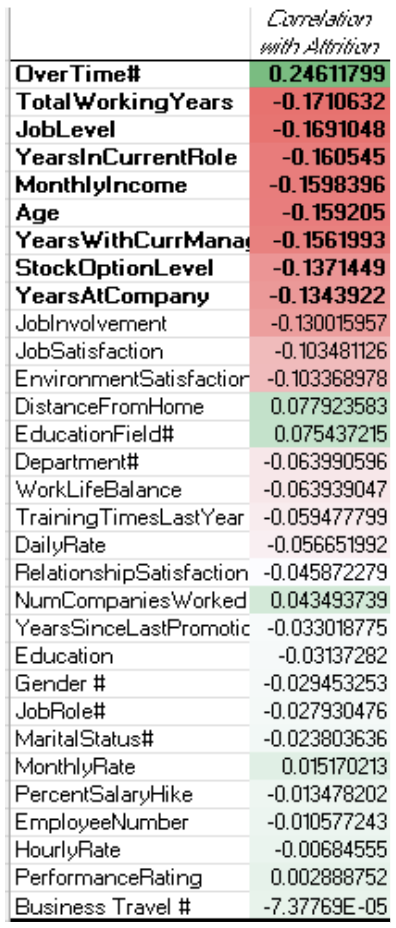 Correlation
with Attrition
OverTime# 0.24611799
TotalWorkingYears -0.1710632
JobLevel -0.1691048
YearsInCurrentRole -0.160545
MonthlyIncome -0.1598396
Age -0.159205
YearsWithCurrManag -0.1561993
StockOptionLevel -0.1371449
YearsAtCompany -0.1343922
JobInvolvement -0.130015957
JobSatisfaction -0.103481126
EnvironmentSatisfaction -0.103368978
DistanceFromHome 0.077923583
EducationField# 0.075437215
Department# -0.063990596
WorkLifeBalance -0.063939047
TrainingTimesLastYear -0.059477799
DailyRate -0.056651992
RelationshipSatisfaction -0.045872279
NumCompaniesWorked 0.043493739
YearsSinceLastPromotic -0.033018775
Education -0.03137282
Gender # -0.029453253
JobRole# -0.027930476
MaritalStatus# -0.023803636
MonthlyRate 0.015170213
PercentSalaryHike -0.013478202
EmployeeNumber -0.010577243
HourlyRate -0.00684555
PerformanceRating 0.002888752
Business Travel # -7.37769E-05